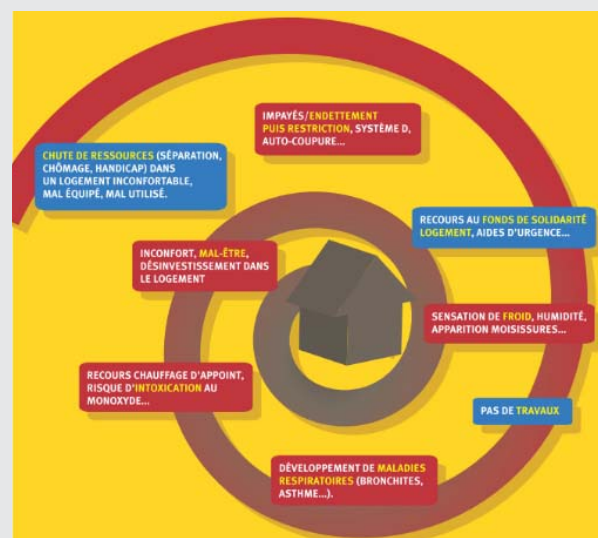 IMPAYÉS/ENDETTEMENT
PUIS RESTRICTION, SYSTÈME D,
AUTO-COUPURE...
CHUTE DE RESSOURCES (SÉPARATION,
CHÔMAGE, HANDICAP) DANS
UN LOGEMENT INCONFORTABLE,
MAL ÉQUIPÉ, MAL UTILISÉ.
RECOURS AU FONDS DE SOLIDARITÉ
LOGEMENT, AIDES D'URGENCE...
INCONFORT, MAL-ÊTRE,
DÉSINVESTISSEMENT DANS
LE LOGEMENT
SENSATION DE FROID, HUMIDITÉ,
APPARITION MOISISSURES...
RECOURS CHAUFFAGE D'APPOINT,
RISQUE D'INTOXICATION AU
MONOXYDE...
PAS DE TRAVAUX
DÉVELOPPEMENT DE MALADIES
RESPIRATOIRES (BRONCHITES,
ASTHME...).